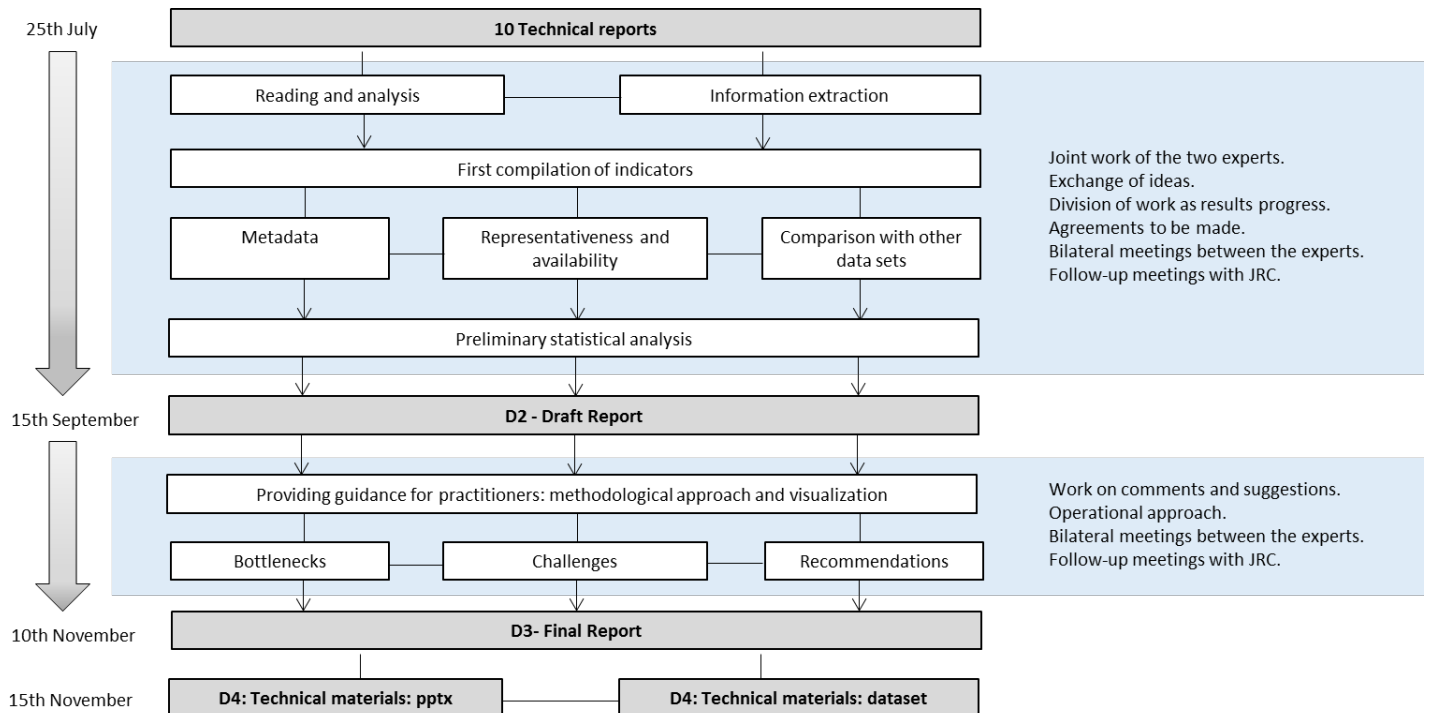 25th July
10 Technical reports
Reading and analysis
Information extraction
First compilation of indicators
Metadata
Representativeness and
availability
Comparison with other
data sets
Preliminary statistical analysis
Joint work of the two experts.
Exchange of ideas.
Division of work as results progress.
Agreements to be made.
Bilateral meetings between the experts.
Follow-up meetings with JRC.
15th September
D2 - Draft Report
Providing guidance for practitioners: methodological approach and visualization
Bottlenecks
Challenges
Recommendations
Work on comments and suggestions.
Operational approach.
Bilateral meetings between the experts.
Follow-up meetings with JRC.
10th November
D3- Final Report
15th November
D4: Technical materials: pptx
D4: Technical materials: dataset